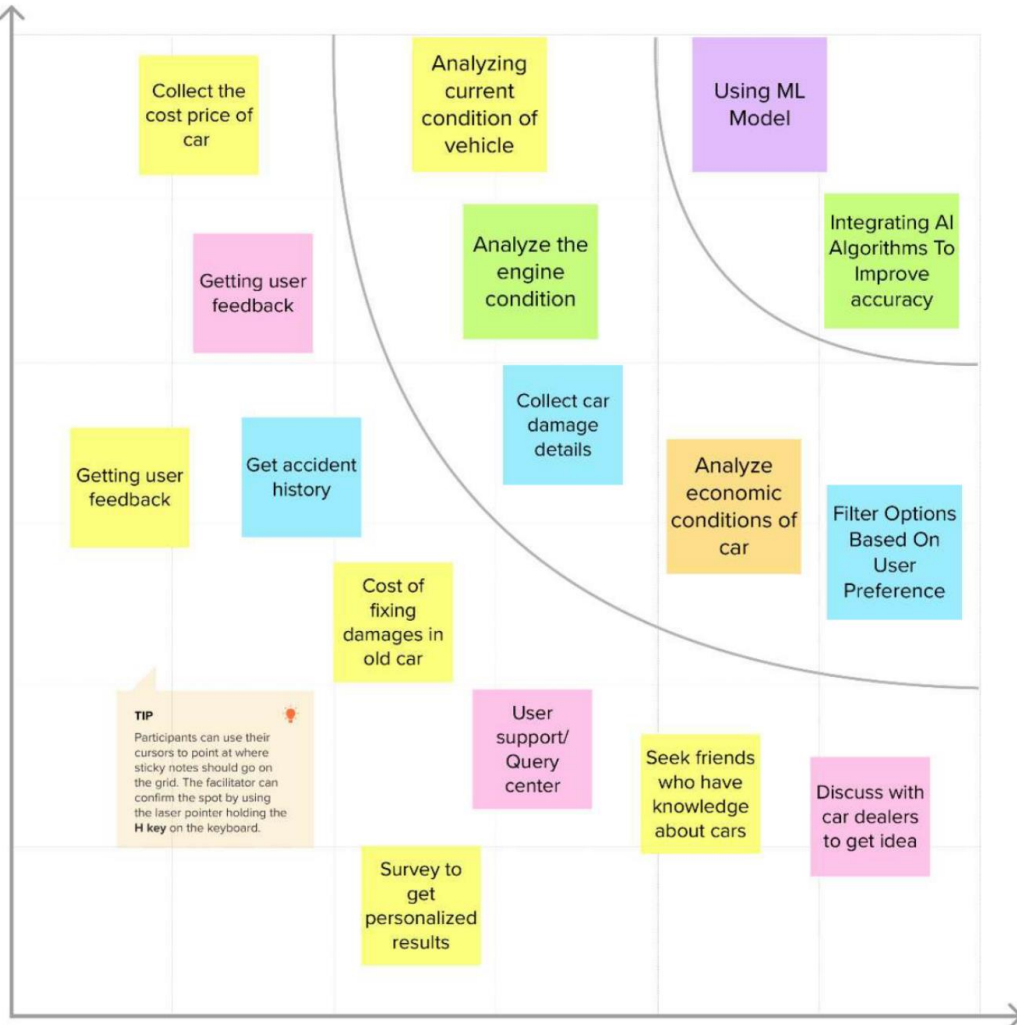 Collect the
cost price of
car
Analyzing
current
condition of
vehicle
Using ML
Model
Integrating AI
Algorithms To
Improve
accuracy
Getting user
feedback
Analyze the
engine
condition
Collect car
damage
details
Getting user
feedback
Get accident
history
Analyze
economic
conditions of
car
Filter Options
Based On
User
Preference
Cost of
fixing
damages in
old car
TIP
Participants can use their
cursors to point at where
sticky notes should go on
the grid. The facilitator can
confirm the spot by using
the laser pointer holding the
H key on the keyboard.
User
support/
Query
center
Seek friends
who have
knowledge
about cars
Discuss with
car dealers
to get idea
Survey to
get
personalized
results